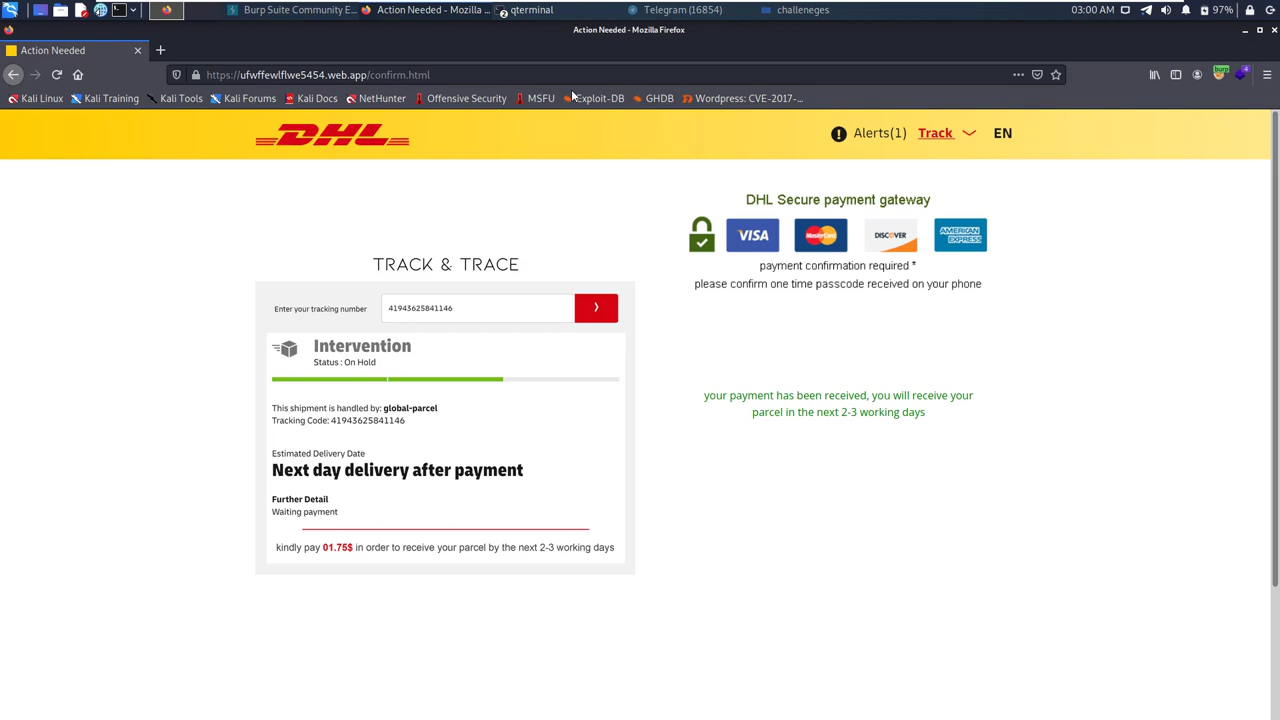 Burp Suite Community E...
Action Needed - Mozilla ...
2 qterminal
Telegram (16854)
challeneges
03:00 AM
97%
Action Needed - Mozilla Firefox
Action Needed
https://ufwffewlflwe5454.web.app/confirm.html
burp
4
Kali Linux
Kali Training
Kali Tools
Kali Forums
Kali Docs
NetHunter
Offensive Security
MSFU
Exploit-DB
GHDB
Wordpress: CVE-2017-...
DHL
Alerts(1)
Track
EN
TRACK & TRACE
Enter your tracking number
41943625841146
Intervention
Status : On Hold
This shipment is handled by: global-parcel
Tracking Code: 41943625841146
Estimated Delivery Date
Next day delivery after payment
Further Detail
Waiting payment
kindly pay 01.75$ in order to receive your parcel by the next 2-3 working days
DHL Secure payment gateway
VISA
MasterCard
DISCOVER
AMERICAN
EXPRESS
payment confirmation required *
please confirm one time passcode received on your phone
your payment has been received, you will receive your
parcel in the next 2-3 working days